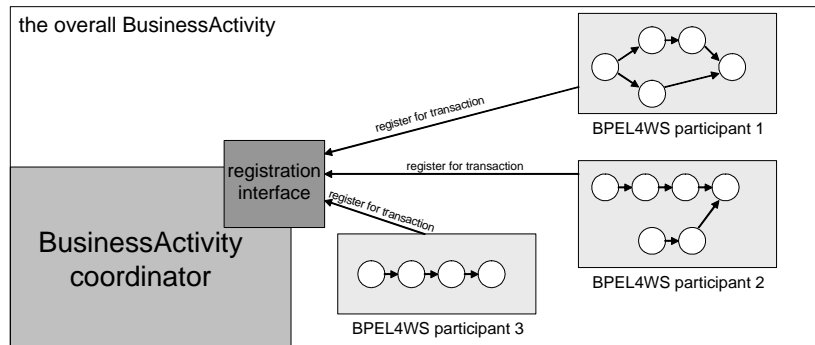 the overall BusinessActivity
register for transaction
BPEL4WS participant 1
registration
interface
register for transaction
register for transaction
BusinessActivity
coordinator
BPEL4WS participant 2
BPEL4WS participant 3